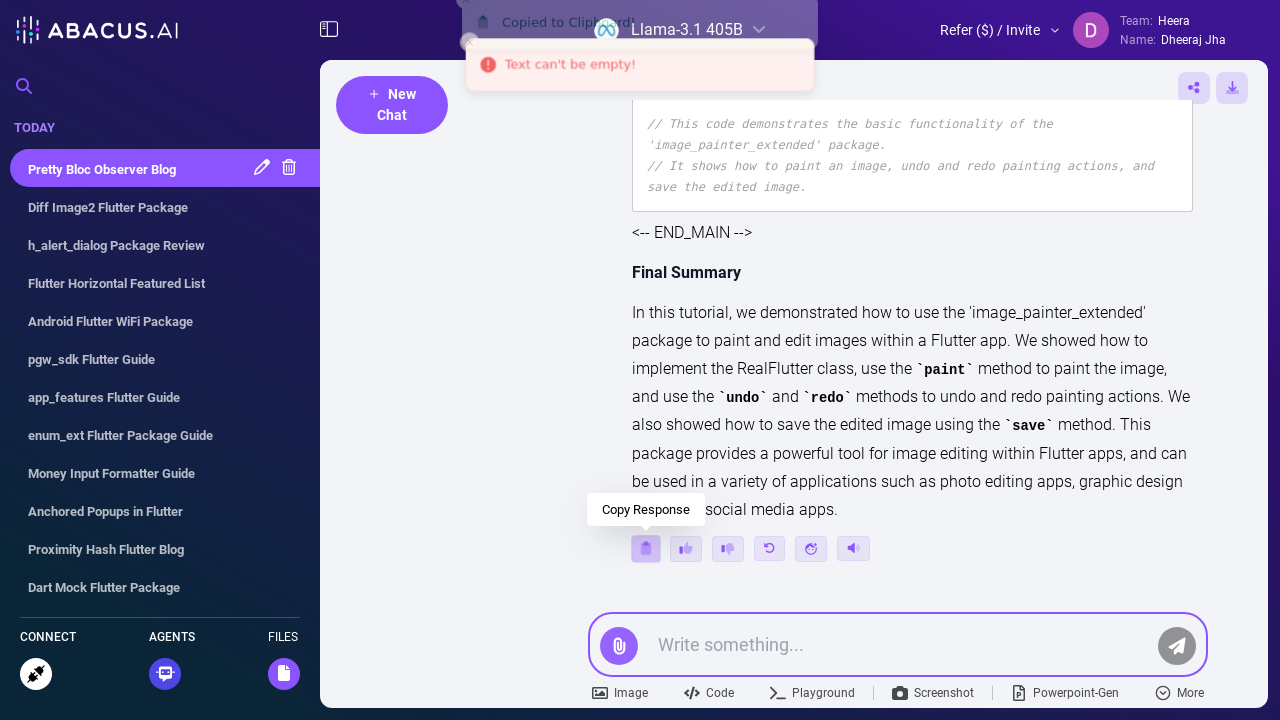 ABACUS.AI
Copied to Clipboard!
Llama-3.1 405B
Text can't be empty!
Refer ($) / Invite
D
Team: Heera
Name: Dheeraj Jha
TODAY
Pretty Bloc Observer Blog
Diff Image2 Flutter Package
h_alert_dialog Package Review
Flutter Horizontal Featured List
Android Flutter WiFi Package
pgw_sdk Flutter Guide
app_features Flutter Guide
enum_ext Flutter Package Guide
Money Input Formatter Guide
Anchored Popups in Flutter
Proximity Hash Flutter Blog
Dart Mock Flutter Package
CONNECT
AGENTS
FILES
+ New
Chat
// This code demonstrates the basic functionality of the
'image_painter_extended' package.
// It shows how to paint an image, undo and redo painting actions, and
save the edited image.
<-- END_MAIN -->
Final Summary
In this tutorial, we demonstrated how to use the 'image_painter_extended'
package to paint and edit images within a Flutter app. We showed how to
implement the RealFlutter class, use the `paint` method to paint the image,
and use the `undo` and `redo` methods to undo and redo painting actions. We
also showed how to save the edited image using the `save` method. This
package provides a powerful tool for image editing within Flutter apps, and can
be used in a variety of applications such as photo editing apps, graphic design
social media apps.
Copy Response
Write something...
Image
Code
Playground
Screenshot
Powerpoint-Gen
More